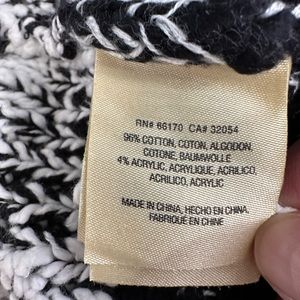 RN# 66170 CA# 32054
96% COTTON, COTON, ALGODON,
COTONE, BAUMWOLLE
4% ACRYLIC, ACRYLIQUE, ACRILICO,
ACRILICO, ACRYLIC
MADE IN CHINA, HECHO EN CHINA,
FABRIQUÉ EN CHINE